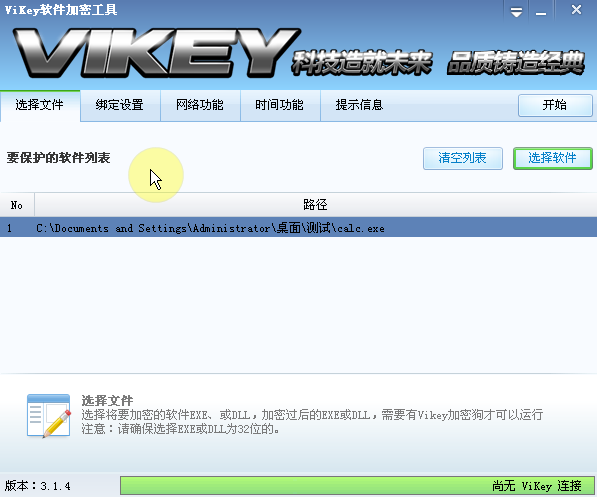 ViKey软件加密工具
VIKEY 科技造就未来 品质铸造经典
选择文件 绑定设置 网络功能 时间功能 提示信息 开始
要保护的软件列表 清空列表 选择软件
No 路径
1 C:\Documents and Settings\Administrator\桌面\测试\calc.exe
选择文件
选择将要加密的软件EXE、或DLL，加密过后的EXE或DLL，需要有Vikey加密狗才可以运行
注意：请确保选择EXE或DLL为32位的。
版本：3.1.4 尚无 ViKey 连接